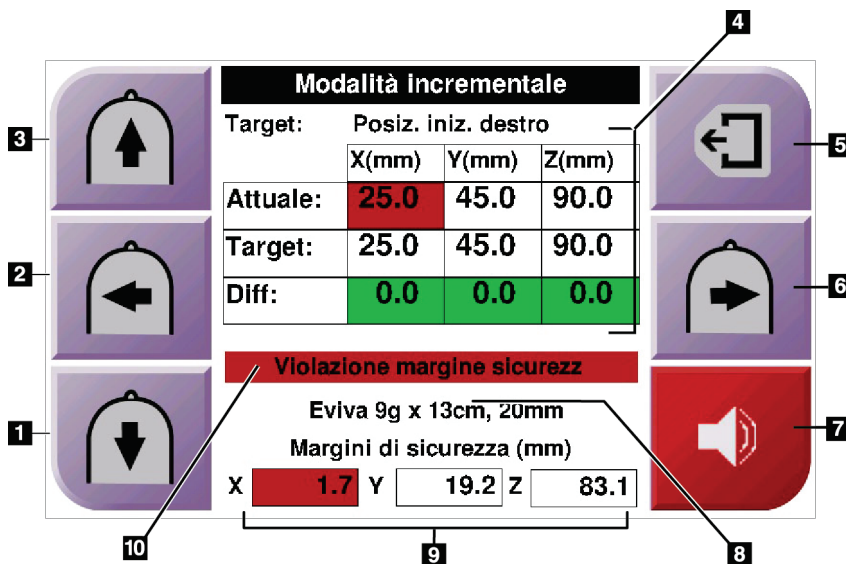 4
Modalità incrementale
3
Target: Posiz. iniz. destro
5
X(mm) Y(mm) Z(mm)
Attuale: 25.0 45.0 90.0
Target: 25.0 45.0 90.0
2
6
Diff: 0.0 0.0 0.0
Violazione margine sicurezz
Eviva 9g x 13cm, 20mm
1
7
Margini di sicurezza (mm)
X 1.7 Y 19.2 Z 83.1
10
9
8